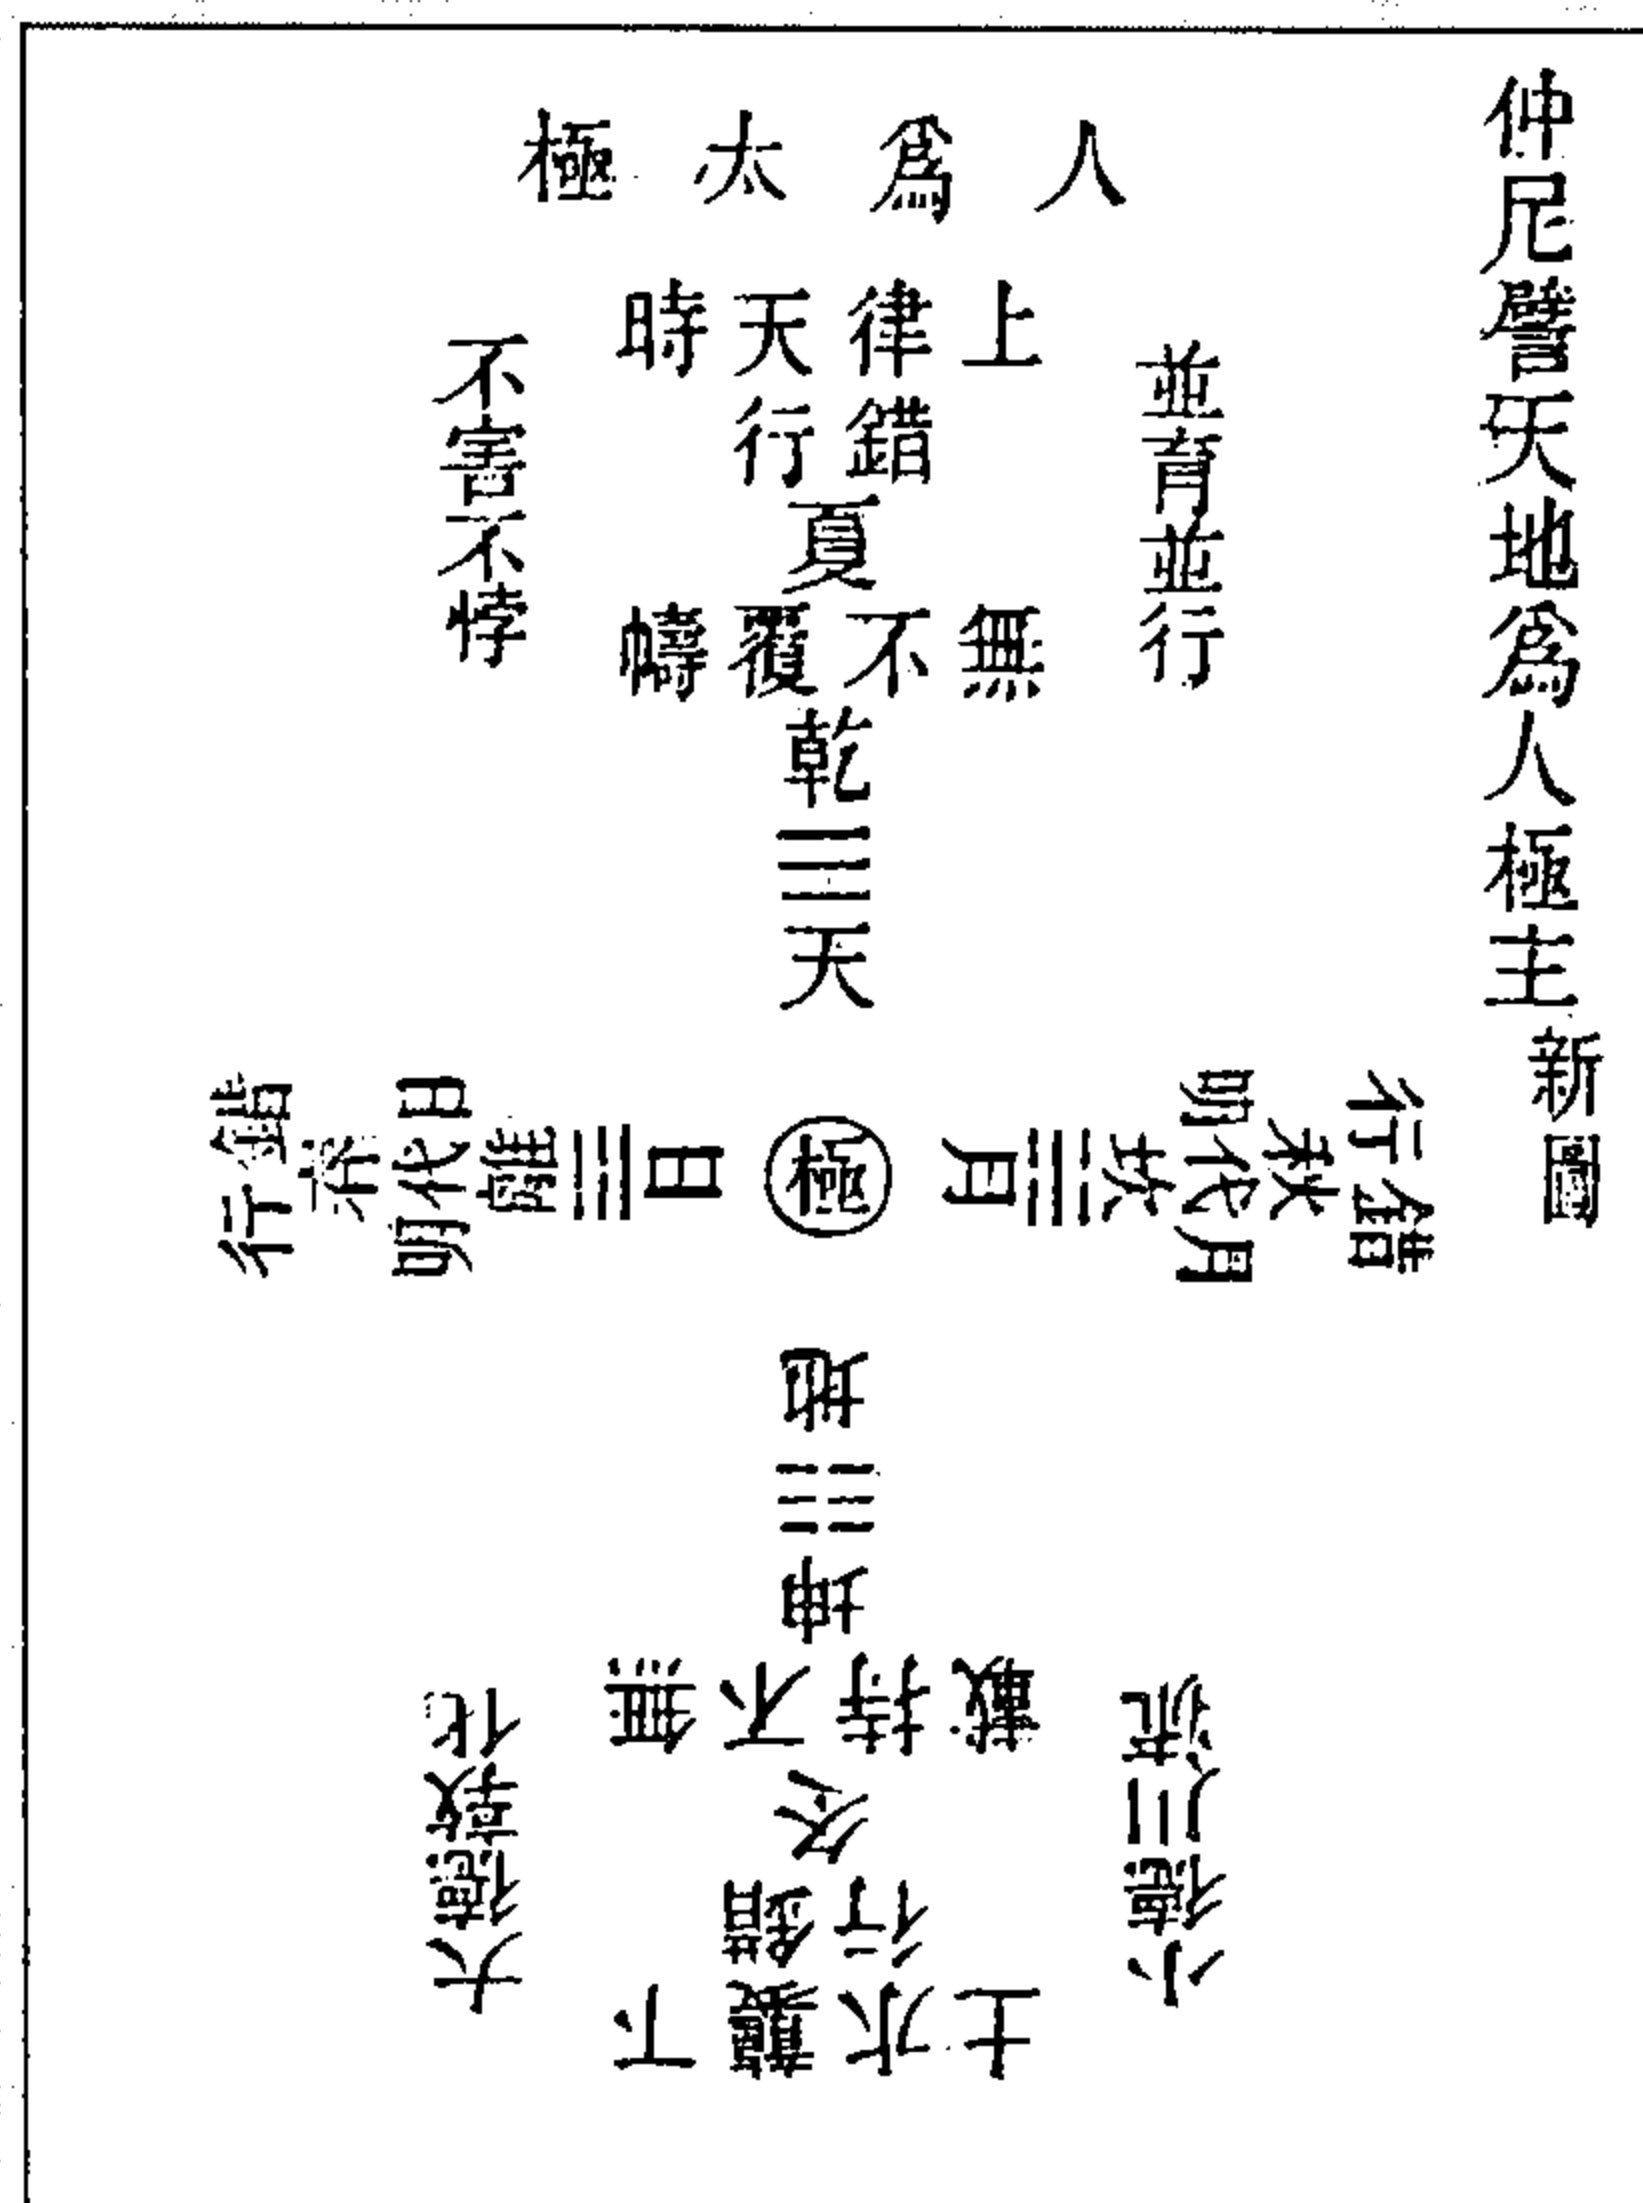 仲尼譬天地爲人極主新圖
人爲太極
上律天時
錯行
夏
無不覆幬
乾☰天
並育並行
不害不悖
極
月☵坎
月代明
秋
錯行
日☲離
日代明
春
錯行
地☷坤
無不持載
冬
錯行
下襲水土
小德川流
大德敦化